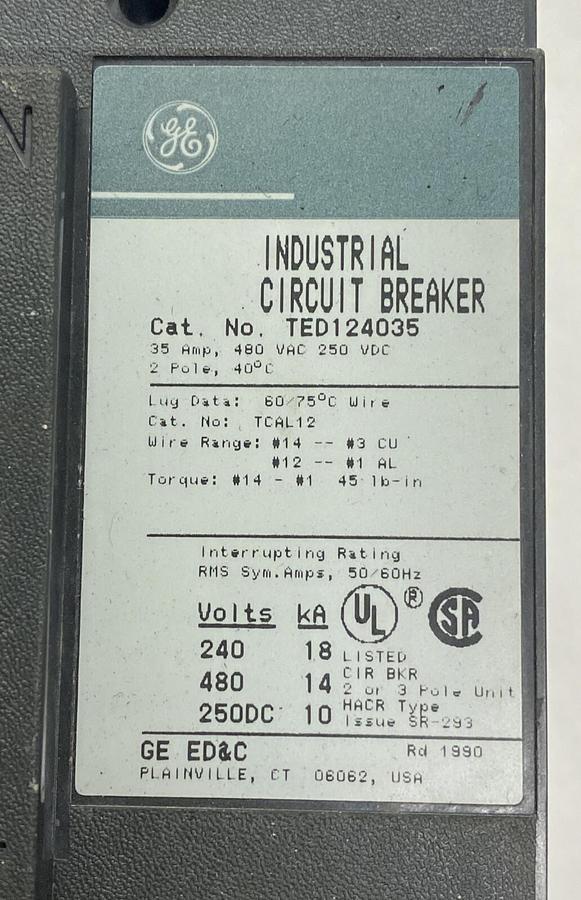 GE
INDUSTRIAL
CIRCUIT BREAKER
Cat. No. TED124035
35 Amp, 480 VAC 250 VDC
2 Pole, 40°C
Lug Data: 60/75°C Wire
Cat. No: TCAL12
Wire Range: #14 -- #3 CU
#12 -- #1 AL
Torque: #14 - #1 45 lb-in
Interrupting Rating
RMS Sym.Amps, 50/60Hz
Volts kA UL ® SA
240 18 LISTED
CIR BKR
480 14 2 or 3 Pole Unit
HACR Type
250DC 10 Issue SR-293
GE ED&C Rd 1990
PLAINVILLE, CT 06062, USA